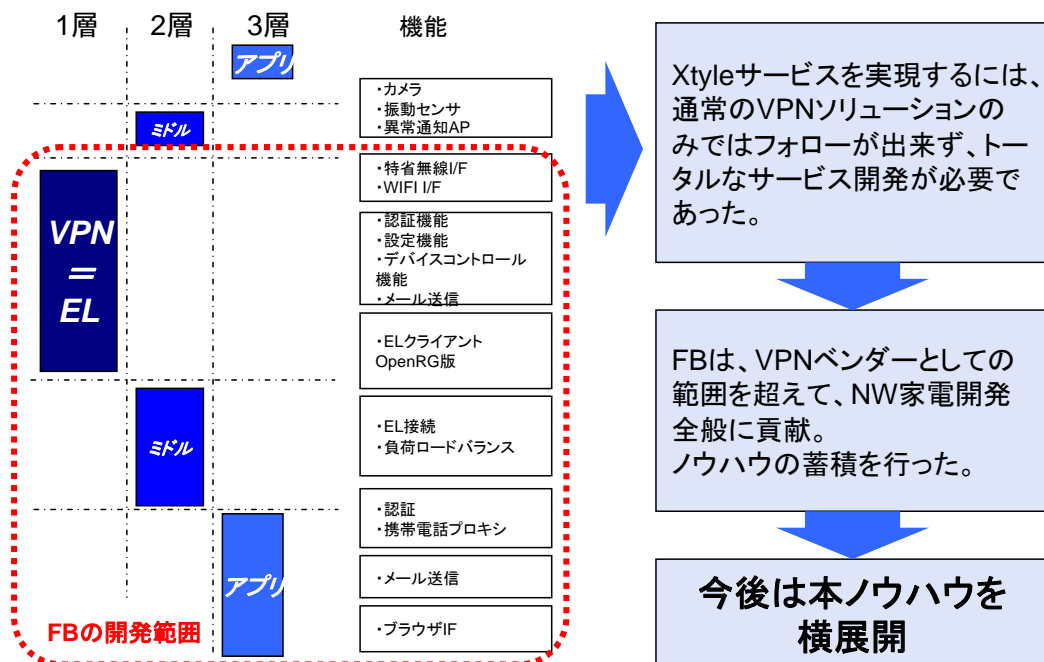 1層
2層
3層
機能
アプリ
・カメラ
・振動センサ
・異常通知AP
ミドル
・特省無線I/F
・WIFI I/F
VPN
＝
EL
・認証機能
・設定機能
・デバイスコントロール
機能
・メール送信
・ELクライアント
OpenRG版
ミドル
・EL接続
・負荷ロードバランス
・認証
・携帯電話プロキシ
アプリ
・メール送信
・ブラウザIF
FBの開発範囲
Xtyleサービスを実現するには、
通常のVPNソリューションの
みではフォローが出来ず、トー
タルなサービス開発が必要で
あった。
FBは、VPNベンダーとしての
範囲を超えて、NW家電開発
全般に貢献。
ノウハウの蓄積を行った。
今後は本ノウハウを
横展開